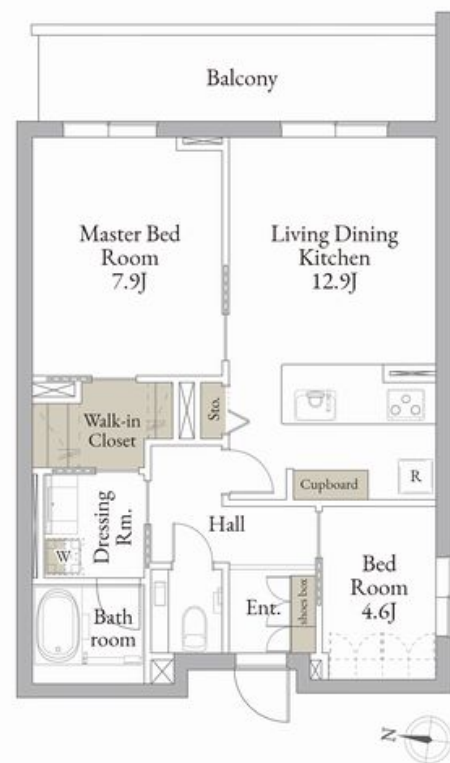 Balcony
Master Bed
Room
7.9J
Living Dining
Kitchen
12.9J
Walk-in
Closet
Sto.
Cupboard
R
Dressing
Rm.
W
Hall
Bath
room
Ent.
shoes box
Bed
Room
4.6J
N